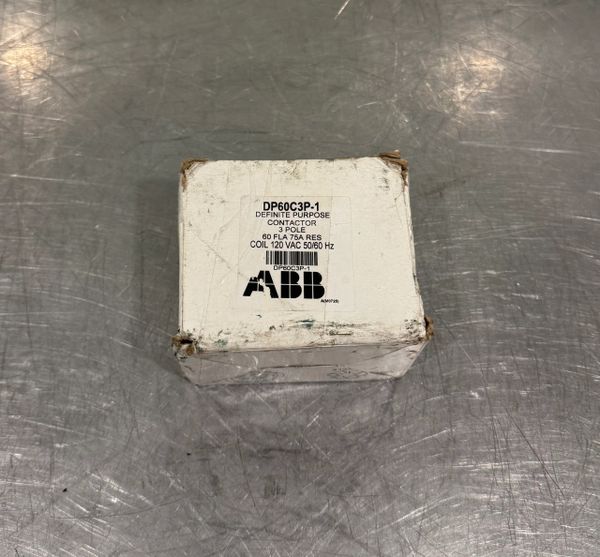 DP60C3P-1
DEFINITE PURPOSE
CONTACTOR
3 POLE
60 FLA 75A RES
COIL 120 VAC 50/60 Hz
DP60C3P-1
ABB